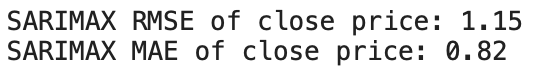 SARIMAX RMSE of close price: 1.15
SARIMAX MAE of close price: 0.82